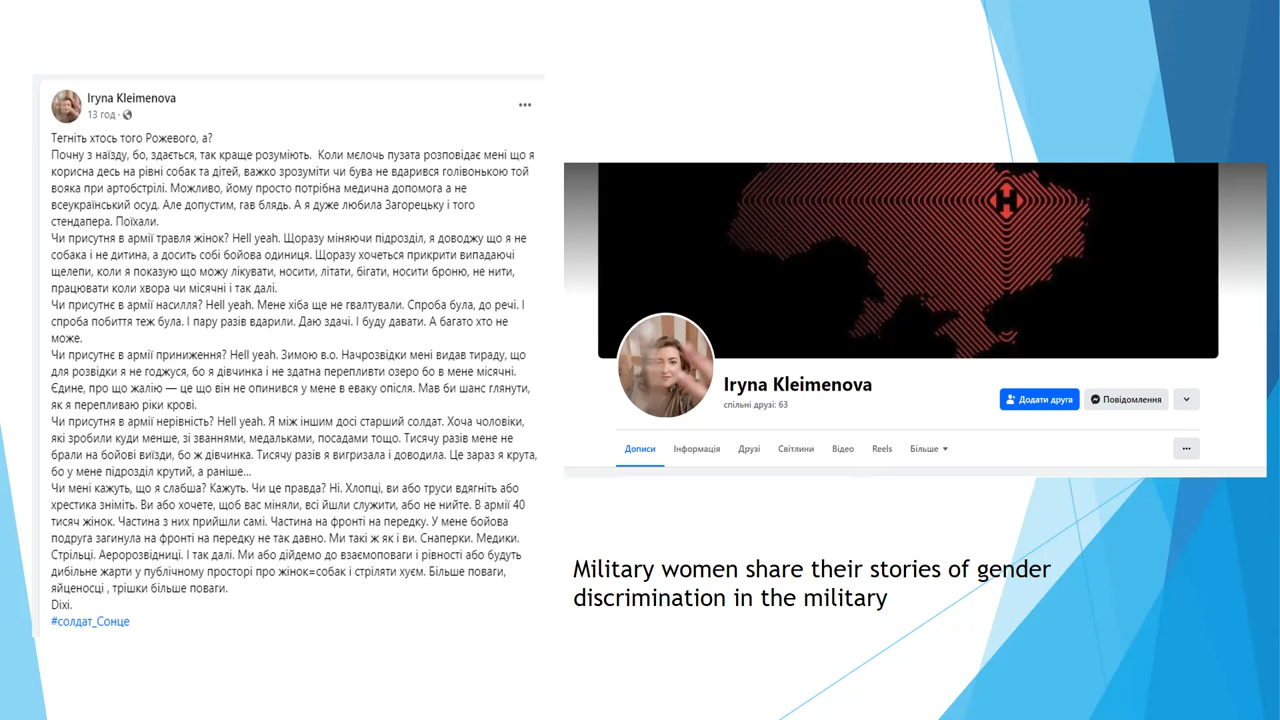 Iryna Kleimenova
13 год ·
Тегніть хтось того Рожевого, а?
Почну з наїзду, бо, здається, так краще розуміють. Коли мєлочь пузата розповідає мені що я
корисна десь на рівні собак та дітей, важко зрозуміти чи бува не вдарився голівонькою той
вояка при артобстрілі. Можливо, йому просто потрібна медична допомога а не
всеукраїнський осуд. Але допустим, гав блядь. А я дуже любила Загорецьку і того
стендапера. Поїхали.
Чи присутня в армії травля жінок? Hell yeah. Щоразу міняючи підрозділ, я доводжу що я не
собака і не дитина, а досить собі бойова одиниця. Щоразу хочеться прикрити випадаючі
щелепи, коли я показую що можу лікувати, носити, літати, бігати, носити броню, не нити,
працювати коли хвора чи місячні і так далі.
Чи присутнє в армії насилля? Hell yeah. Мене хіба ще не гвалтували. Спроба була, до речі. І
спроба побиття теж була. І пару разів вдарили. Даю здачі. І буду давати. А багато хто не
може.
Чи присутнє в армії приниження? Hell yeah. Зимою в.о. Начрозвідки мені видав тираду, що
для розвідки я не годжуся, бо я дівчинка і не здатна переплити озеро бо в мене місячні.
Єдине, про що жалію — це що він не опинився у мене в еваку опісля. Мав би шанс глянути,
як я перепливаю ріки крові.
Чи присутня в армії нерівність? Hell yeah. Я між іншим досі старший солдат. Хоча чоловіки,
які зробили куди менше, зі званнями, медальками, посадами тощо. Тисячу разів мене не
брали на бойові виїзди, бо ж дівчинка. Тисячу разів я вигризала і доводила. Це зараз я крута,
бо у мене підрозділ крутий, а раніше...
Чи мені кажуть, що я слабша? Кажуть. Чи це правда? Ні. Хлопці, ви або труси вдягніть або
хрестика зніміть. Ви або хочете, щоб вас міняли, всі йшли служити, або не нийте. В армії 40
тисяч жінок. Частина з них прийшли самі. Частина на фронті на передку. У мене бойова
подруга загинула на фронті на передку не так давно. Ми такі ж як і ви. Снаперки. Медики.
Стрільці. Аеророзвідниці. І так далі. Ми або дійдемо до взаємоповаги і рівності або будуть
дибільне жарти у публічному просторі про жінок=собак і стріляти хуєм. Більше поваги,
яйценосці , трішки більше поваги.
Dixi.
#солдат_Сонце
Iryna Kleimenova
спільні друзі: 63
Додати друга
Повідомлення
Дописи Інформація Друзі Світлини Відео Reels Більше
Military women share their stories of gender
discrimination in the military